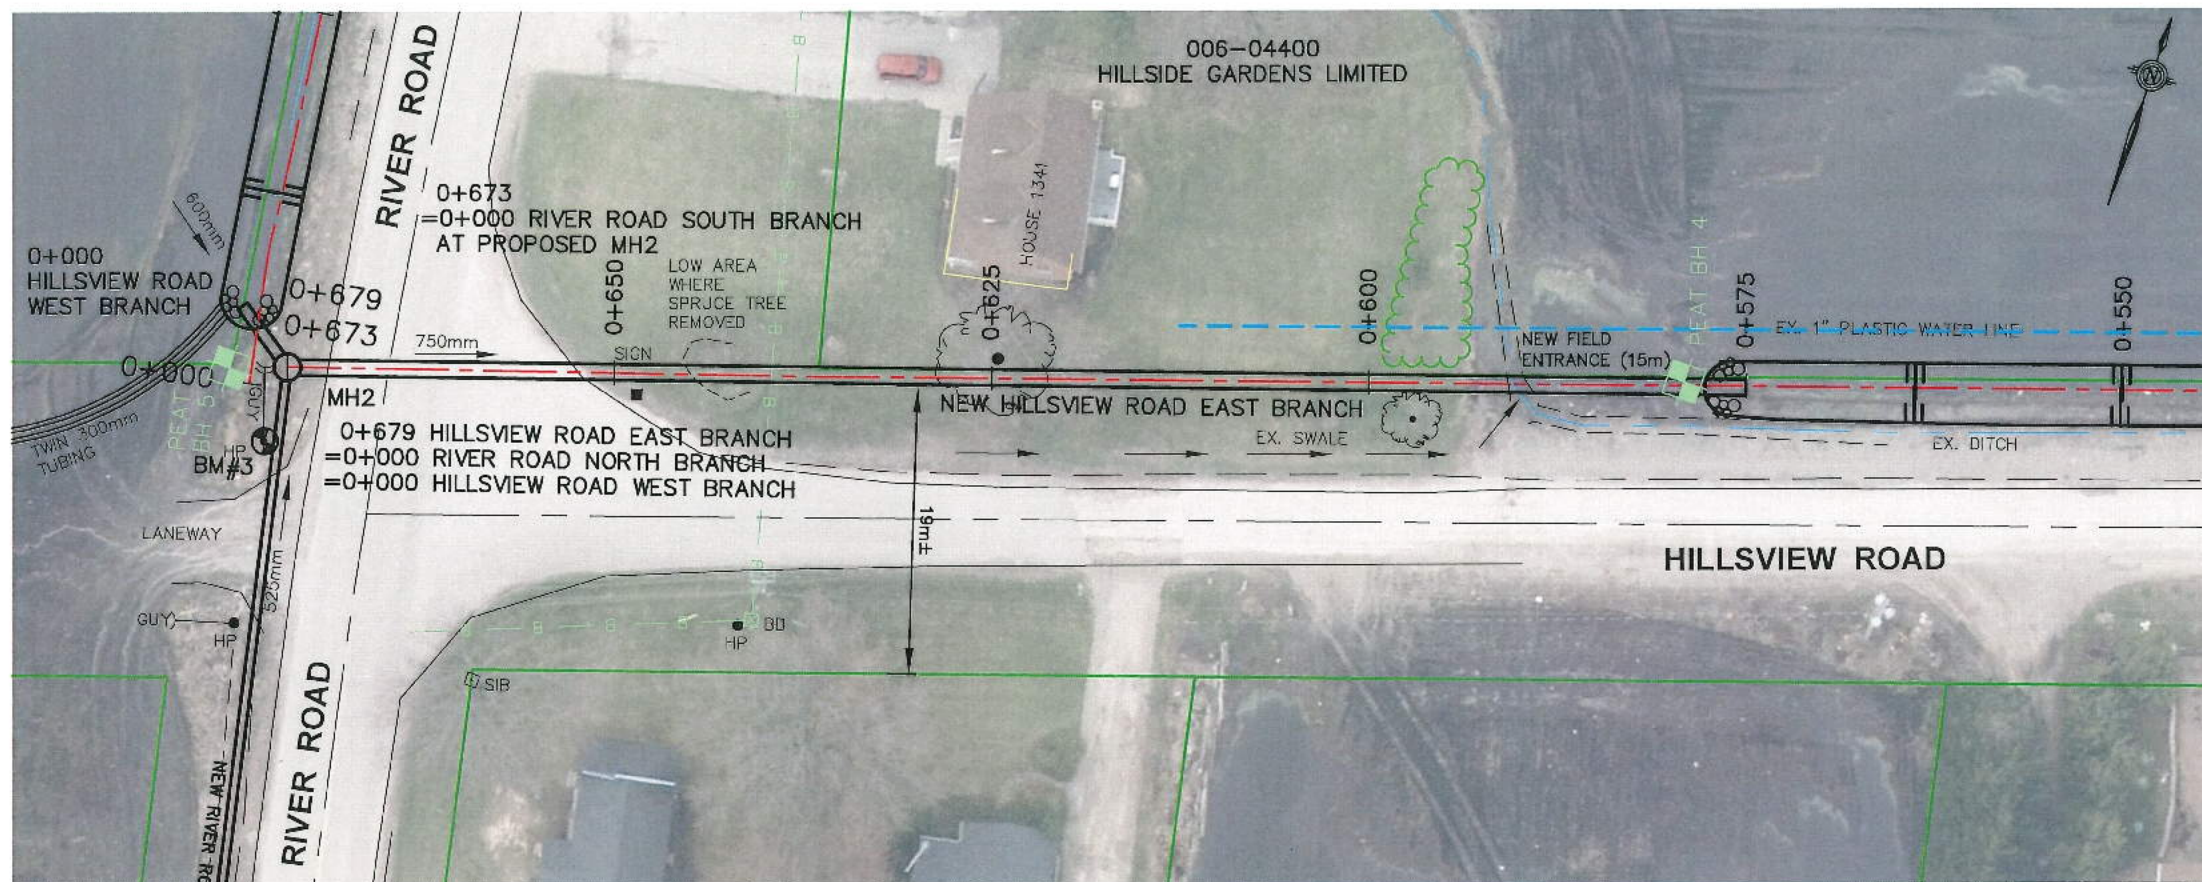 RIVER ROAD
006-04400
HILLSIDE GARDENS LIMITED
N
600mm
0+673
=0+000 RIVER ROAD SOUTH BRANCH
AT PROPOSED MH2
HOUSE 1341
0+000
HILLSVIEW ROAD
WEST BRANCH
0+679
0+673
0+650
LOW AREA
WHERE
SPRUCE TREE
REMOVED
0+625
0+600
PEAT BH 4
0+575
0+550
EX. 1" PLASTIC WATER LINE
NEW FIELD
ENTRANCE (15m)
750mm
SIGN
0+000
GUY
MH2
PEAT
BH 5
NEW HILLSVIEW ROAD EAST BRANCH
TWIN 300mm
TUBING
HP
BM#3
0+679 HILLSVIEW ROAD EAST BRANCH
=0+000 RIVER ROAD NORTH BRANCH
=0+000 HILLSVIEW ROAD WEST BRANCH
EX. SWALE
EX. DITCH
LANEWAY
19m±
HILLSVIEW ROAD
525mm
GUY
HP
B
B
B
B
HP
BD
SIB
RIVER ROAD
NEW RIVER